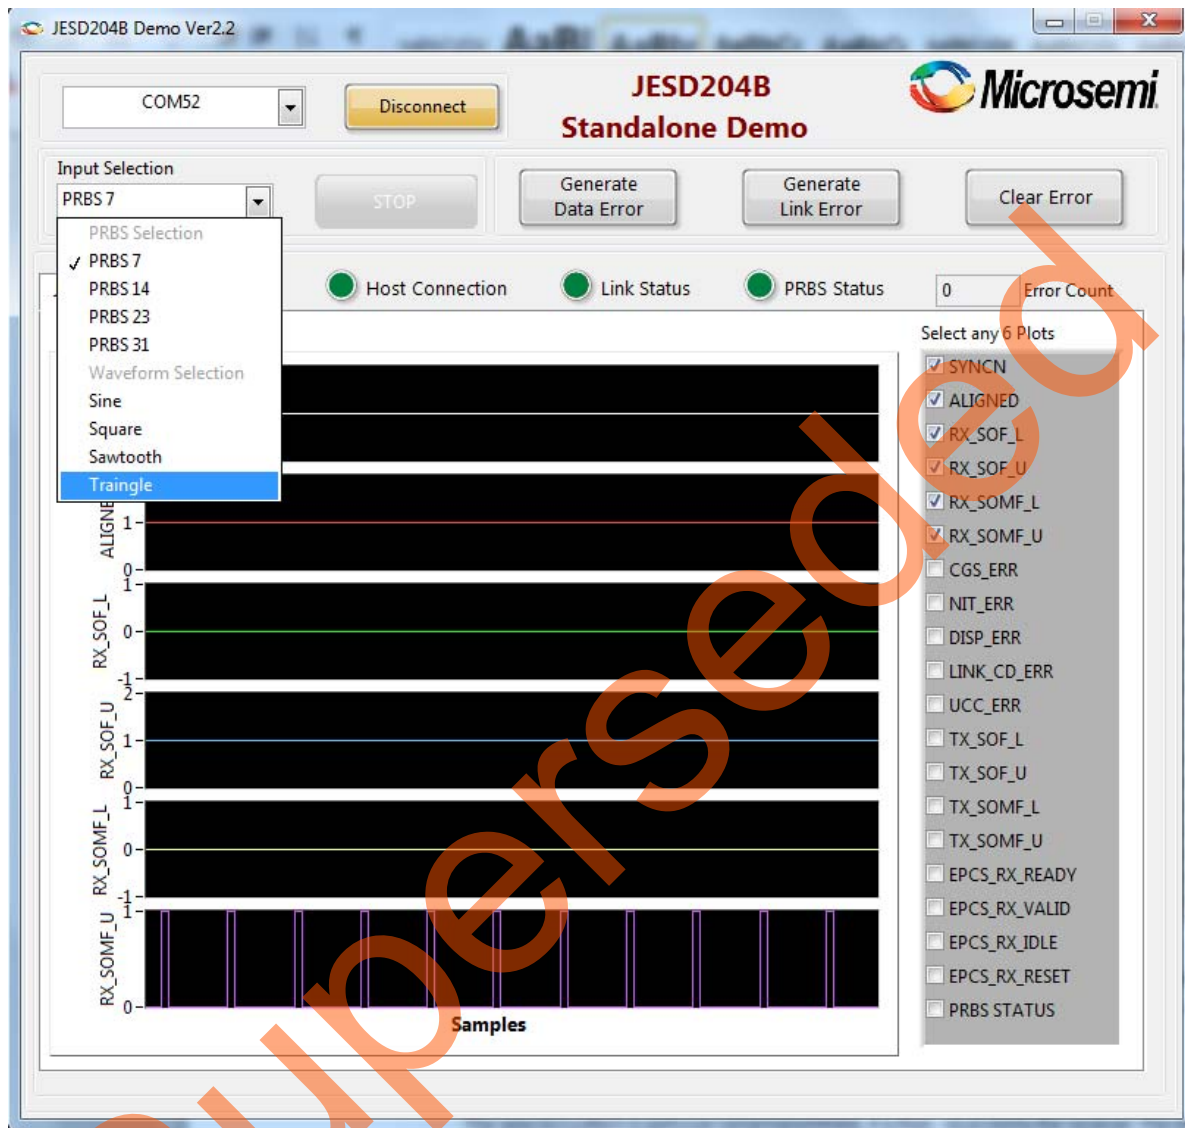 JESD204B Demo Ver2.2
COM52
Disconnect
JESD204B
Standalone Demo
Microsemi
Input Selection
PRBS 7
STOP
Generate
Data Error
Generate
Link Error
Clear Error
PRBS Selection
PRBS 7
PRBS 14
PRBS 23
PRBS 31
Waveform Selection
Sine
Square
Sawtooth
Traingle
Host Connection
Link Status
PRBS Status
0 Error Count
Select any 6 Plots
SYNCN
ALIGNED
RX_SOF_L
RX_SOF_U
RX_SOMF_L
RX_SOMF_U
CGS_ERR
NIT_ERR
DISP_ERR
LINK_CD_ERR
UCC_ERR
TX_SOF_L
TX_SOF_U
TX_SOMF_L
TX_SOMF_U
EPCS_RX_READY
EPCS_RX_VALID
EPCS_RX_IDLE
EPCS_RX_RESET
PRBS STATUS
ALIGNED
1
0
RX_SOF_L
1
0
-1
RX_SOF_U
2
1
0
RX_SOMF_L
1
0
-1
RX_SOMF_U
1
0
Samples
Superseded